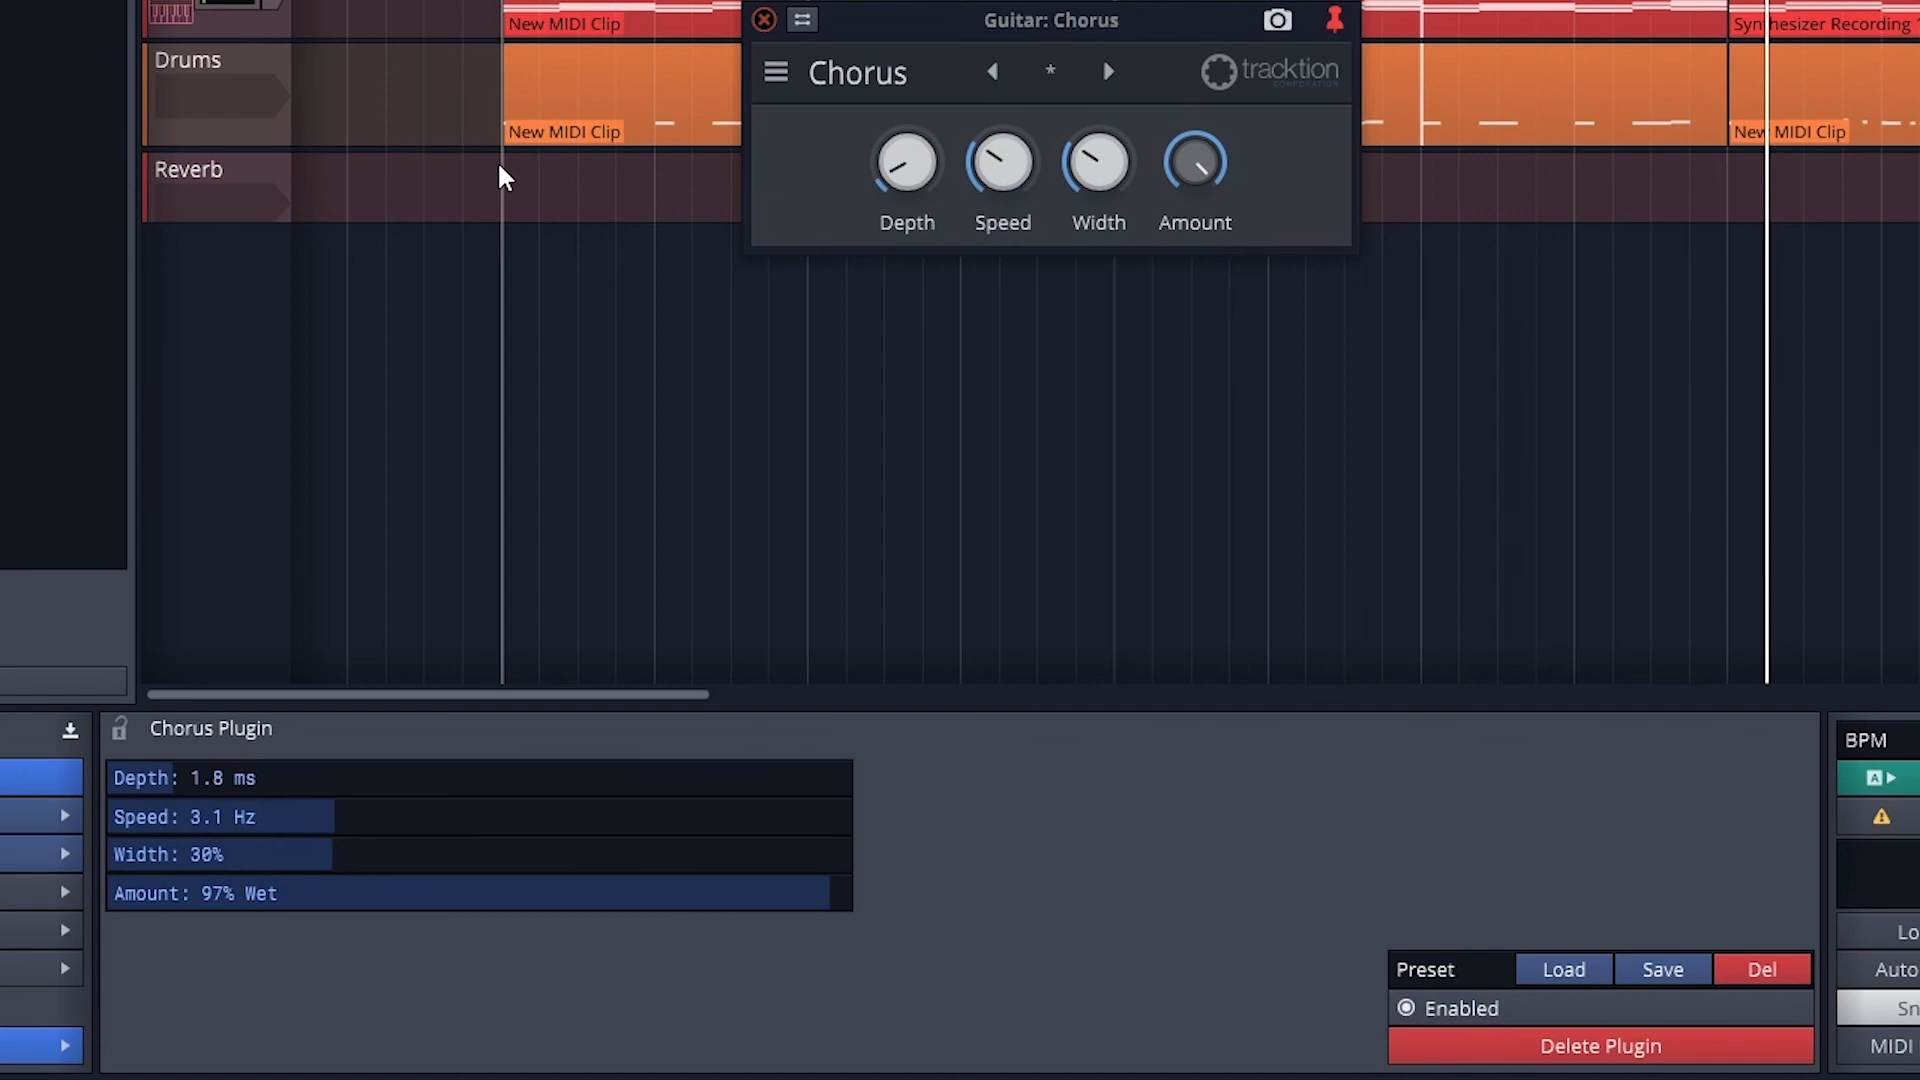 New MIDI Clip
Guitar: Chorus
Synthesizer Recording
Drums
Chorus
*
tracktion
CORPORATION
New MIDI Clip
New MIDI Clip
Reverb
Depth
Speed
Width
Amount
Chorus Plugin
BPM
Depth: 1.8 ms
A
Speed: 3.1 Hz
Width: 30%
Amount: 97% Wet
Lo
Preset
Load
Save
Del
Auto
Enabled
Sn
Delete Plugin
MIDI